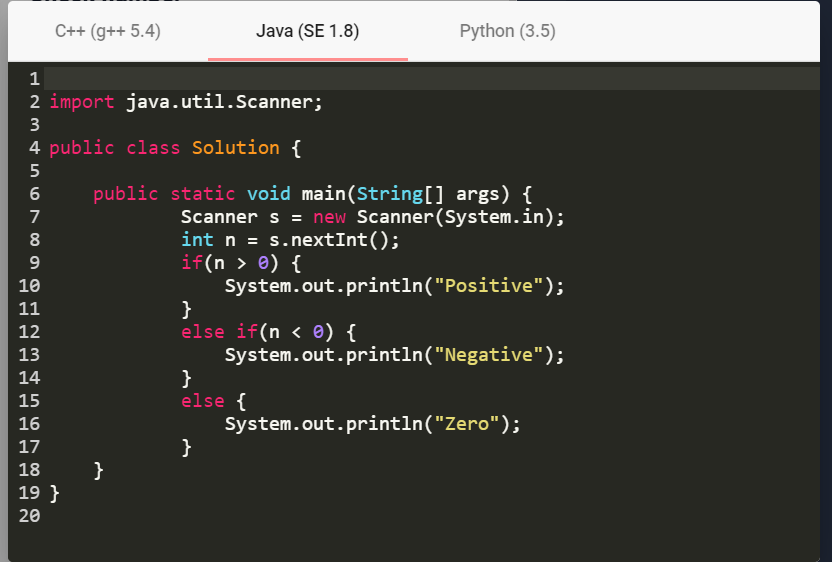 C++ (g++ 5.4) Java (SE 1.8) Python (3.5)
1
2 import java.util.Scanner;
3
4 public class Solution {
5
6     public static void main(String[] args) {
7             Scanner s = new Scanner(System.in);
8             int n = s.nextInt();
9             if(n > 0) {
10                 System.out.println("Positive");
11             }
12             else if(n < 0) {
13                 System.out.println("Negative");
14             }
15             else {
16                 System.out.println("Zero");
17             }
18     }
19 }
20